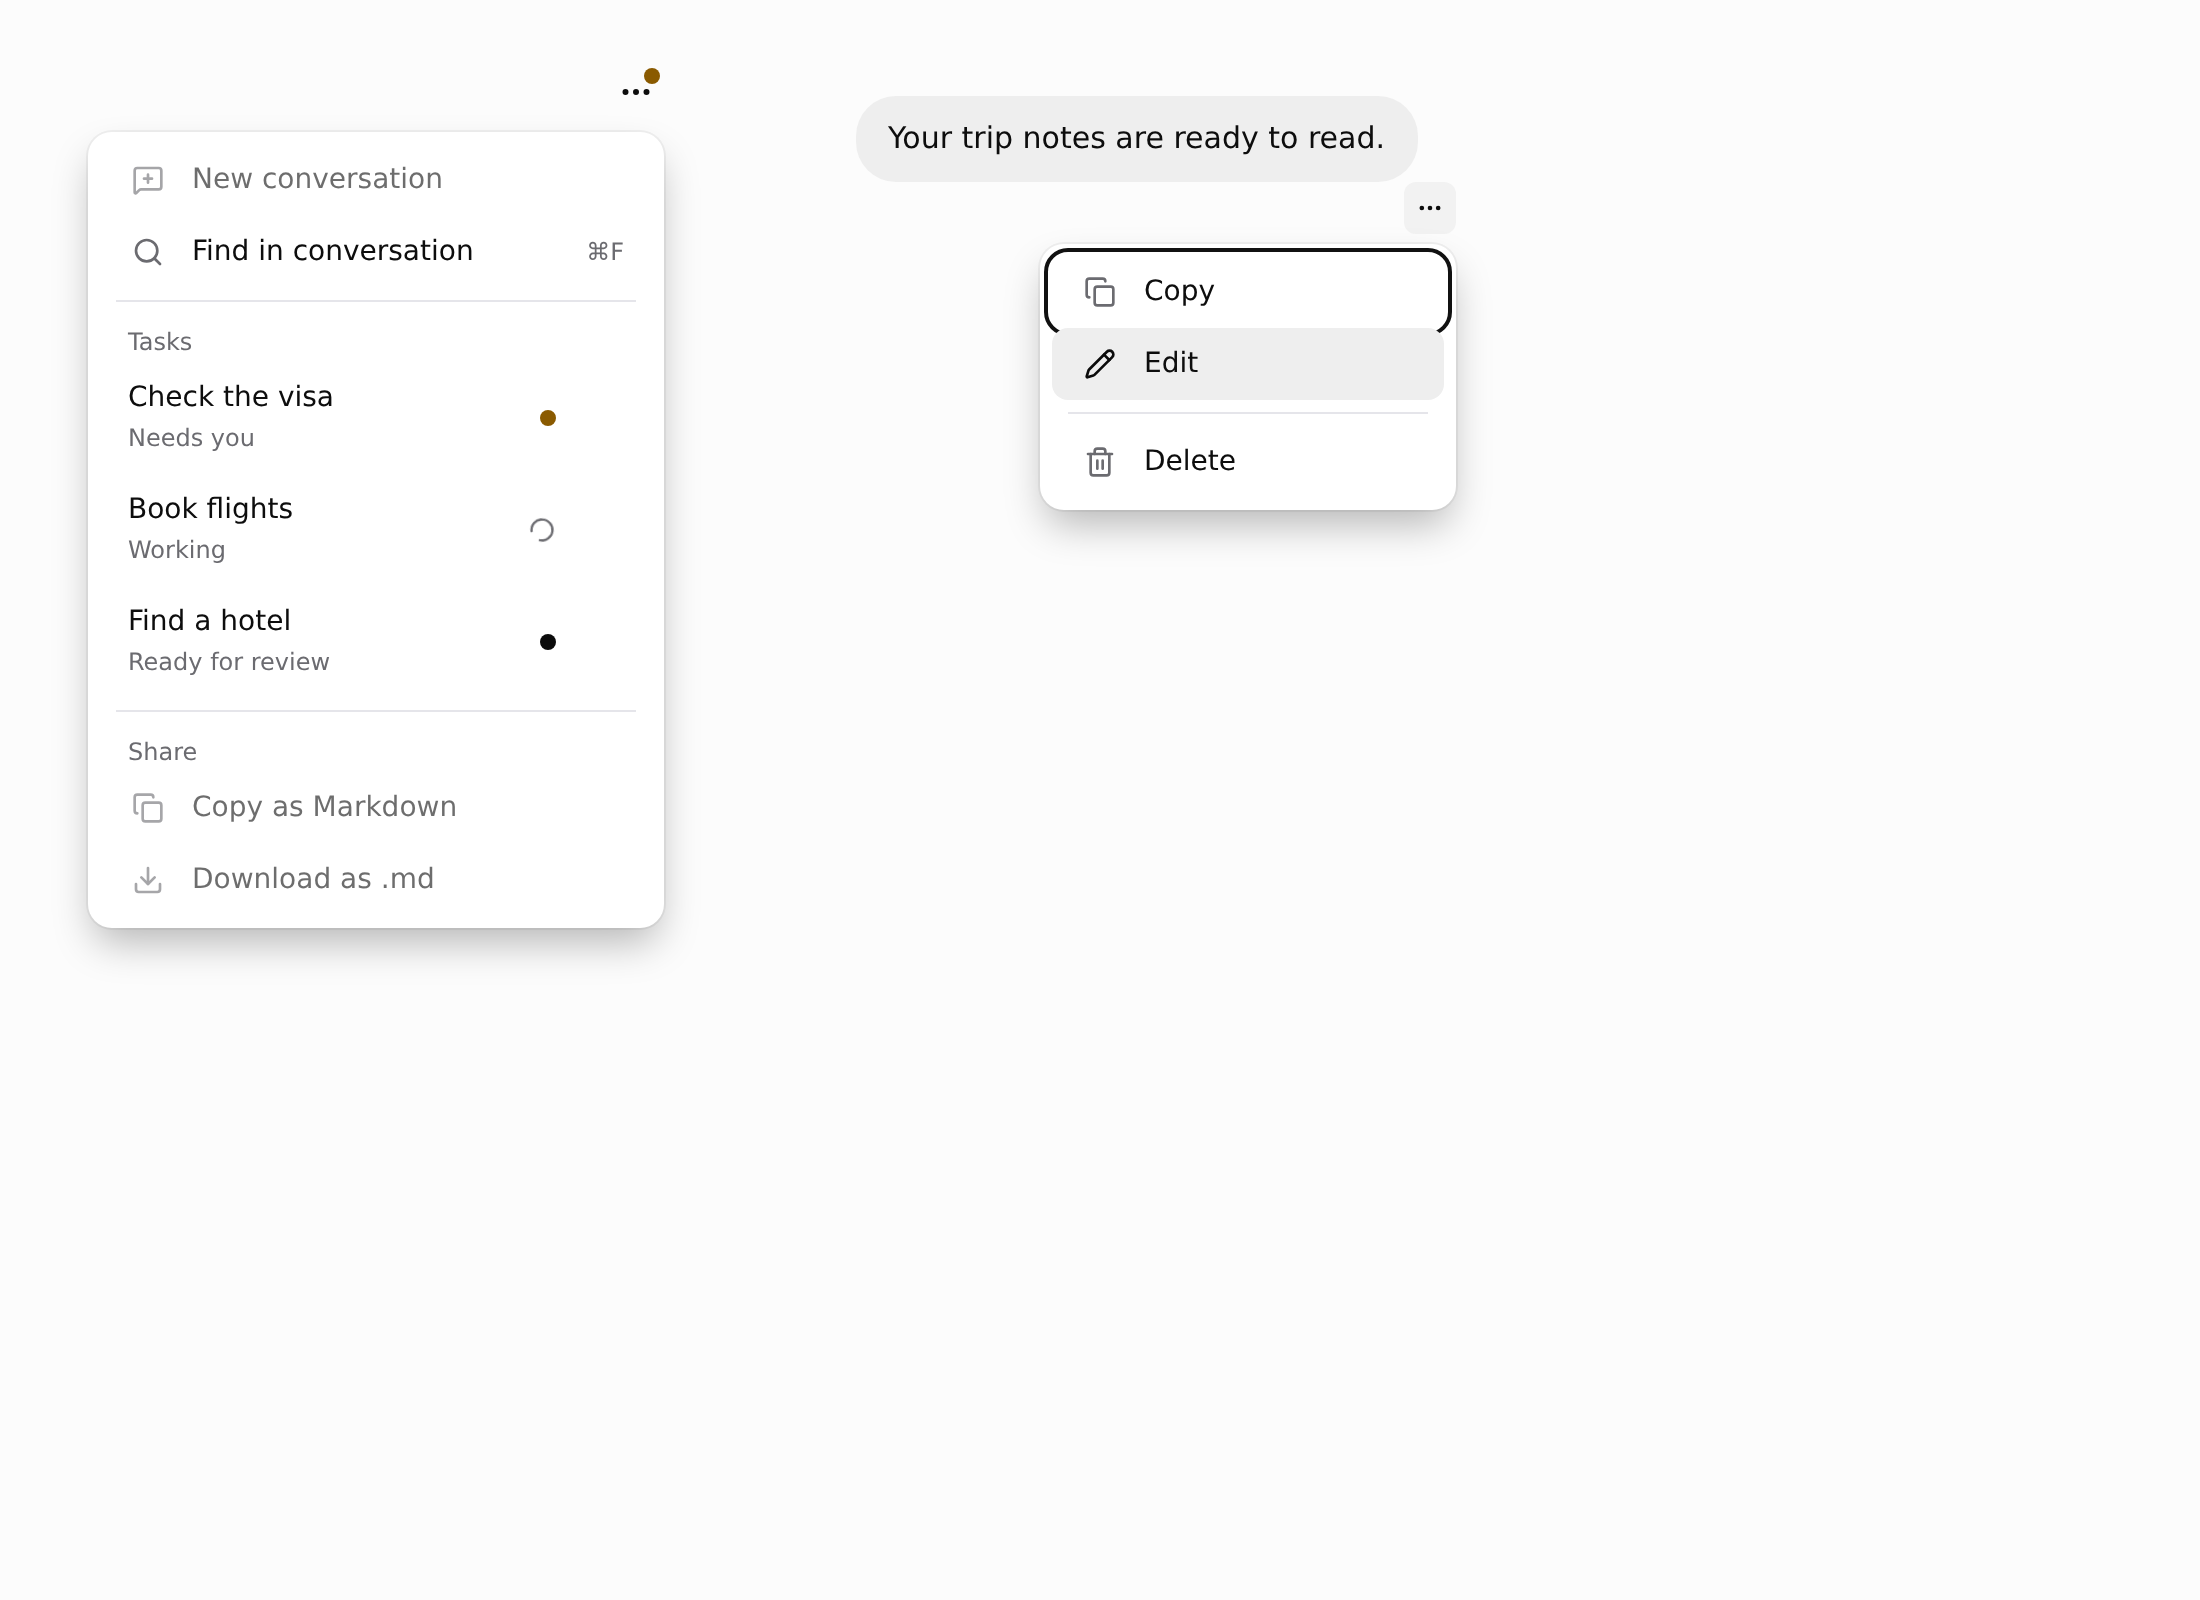 New conversation
Find in conversation ⌘F
Tasks
Check the visa
Needs you
Book flights
Working
Find a hotel
Ready for review
Share
Copy as Markdown
Download as .md
Your trip notes are ready to read.
Copy
Edit
Delete